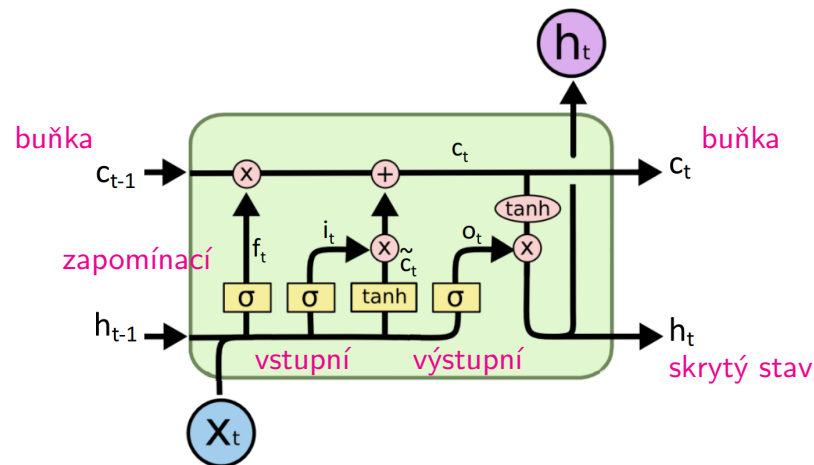 hₜ
buňka
buňka
cₜ
cₜ₋₁
x
+
cₜ
tanh
iₜ
oₜ
zapomínací
fₜ
x
c̃ₜ
x
σ
σ
tanh
σ
hₜ₋₁
hₜ
vstupní
výstupní
skrytý stav
xₜ